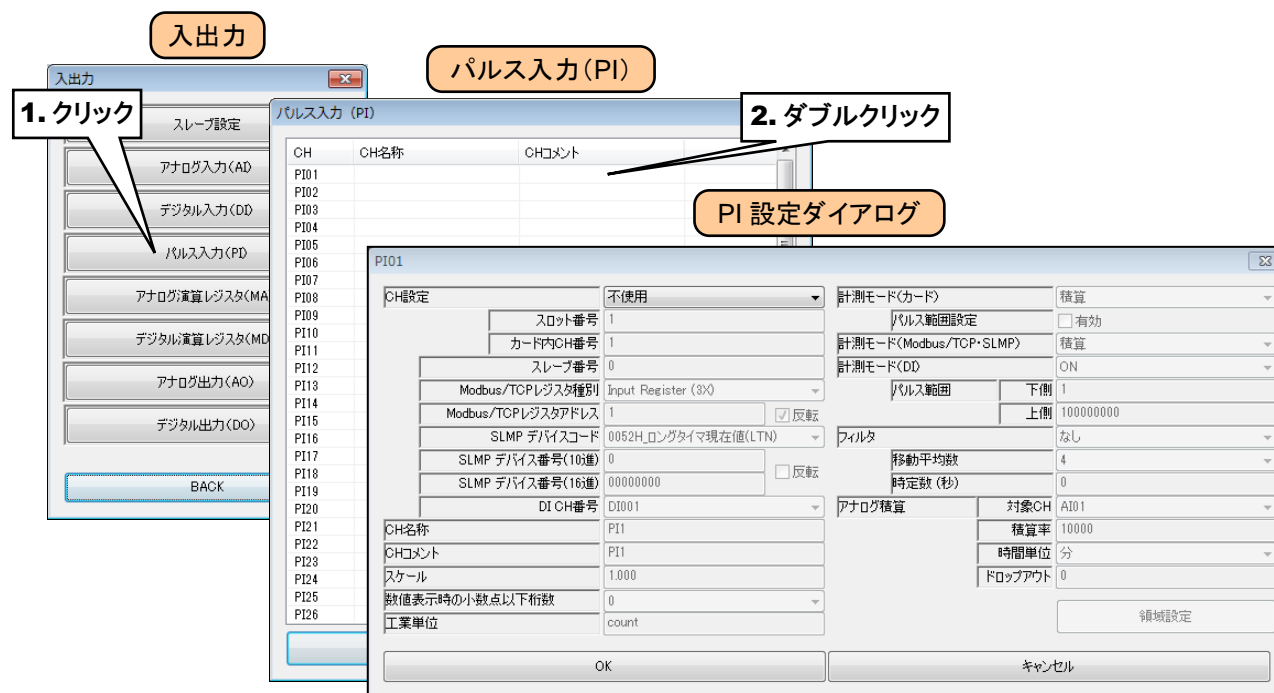 入出力
パルス入力(PI)
入出力
1. クリック
スレーブ設定
アナログ入力(AI)
デジタル入力(DI)
パルス入力(PI)
アナログ演算レジスタ(MA
デジタル演算レジスタ(MD
アナログ出力(AO)
デジタル出力(DO)
BACK
パルス入力 (PI)
2. ダブルクリック
CH CH名称 CHコメント
PI01
PI02
PI03
PI04
PI05
PI06
PI07
PI08
PI09
PI10
PI11
PI12
PI13
PI14
PI15
PI16
PI17
PI18
PI19
PI20
PI21
PI22
PI23
PI24
PI25
PI26
PI 設定ダイアログ
PI01
CH設定 不使用
スロット番号 1
カード内CH番号 1
スレーブ番号 0
Modbus/TCPレジスタ種別 Input Register (3X)
Modbus/TCPレジスタアドレス 1 反転
SLMP デバイスコード 0052H_ロングタイマ現在値(LTN)
SLMP デバイス番号(10進) 0
SLMP デバイス番号(16進) 00000000 反転
DI CH番号 DI001
CH名称 PI1
CHコメント PI1
スケール 1.000
数値表示時の小数点以下桁数 0
工業単位 count
計測モード(カード) 積算
パルス範囲設定 有効
計測モード(Modbus/TCP・SLMP) 積算
計測モード(DI) ON
パルス範囲 下側 1
上側 100000000
フィルタ なし
移動平均数 4
時定数 (秒) 0
アナログ積算 対象CH AI01
積算率 10000
時間単位 分
ドロップアウト 0
領域設定
OK キャンセル